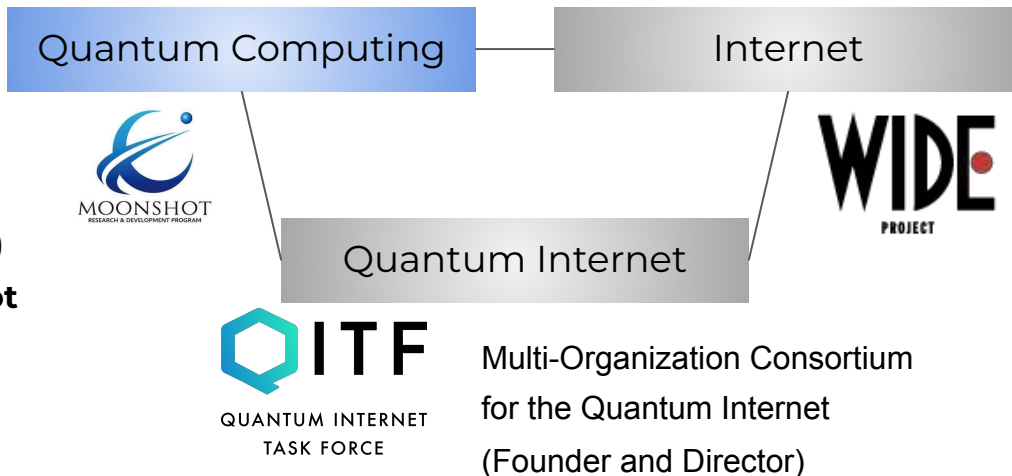 Quantum Computing
Internet
MOONSHOT
RESEARCH & DEVELOPMENT PROGRAM
WIDE
PROJECT
)
ot
Quantum Internet
QITF
QUANTUM INTERNET
TASK FORCE
Multi-Organization Consortium
for the Quantum Internet
(Founder and Director)